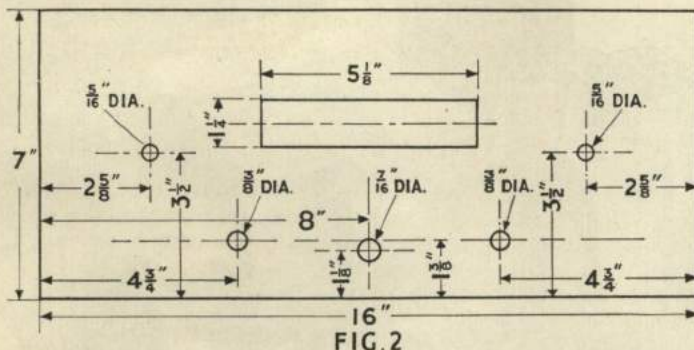 5 1/8"
5/16" DIA.
5/16" DIA.
1 1/4"
7"
2 5/8"
3 1/2"
3/8" DIA.
7/16" DIA.
3/8" DIA.
3 1/2"
2 5/8"
8"
4 3/4"
1 1/8"
1 3/8"
4 3/4"
16"
FIG.2